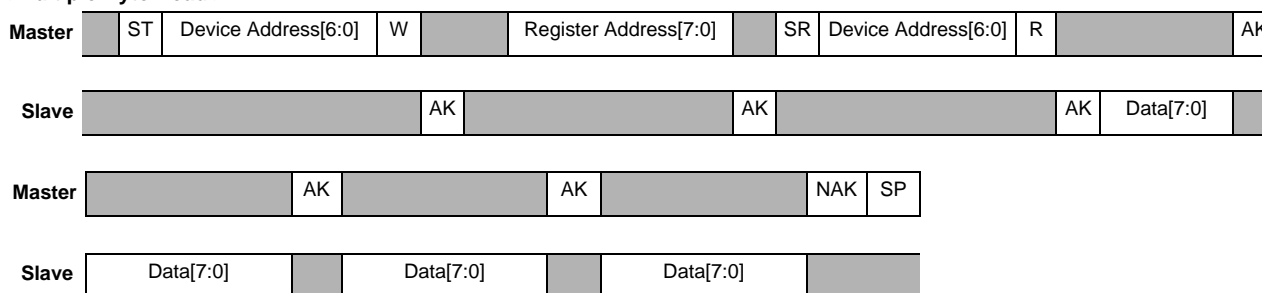 Master ST Device Address[6:0] W Register Address[7:0] SR Device Address[6:0] R AK
Slave AK AK AK Data[7:0]
Master AK AK NAK SP
Slave Data[7:0] Data[7:0] Data[7:0]